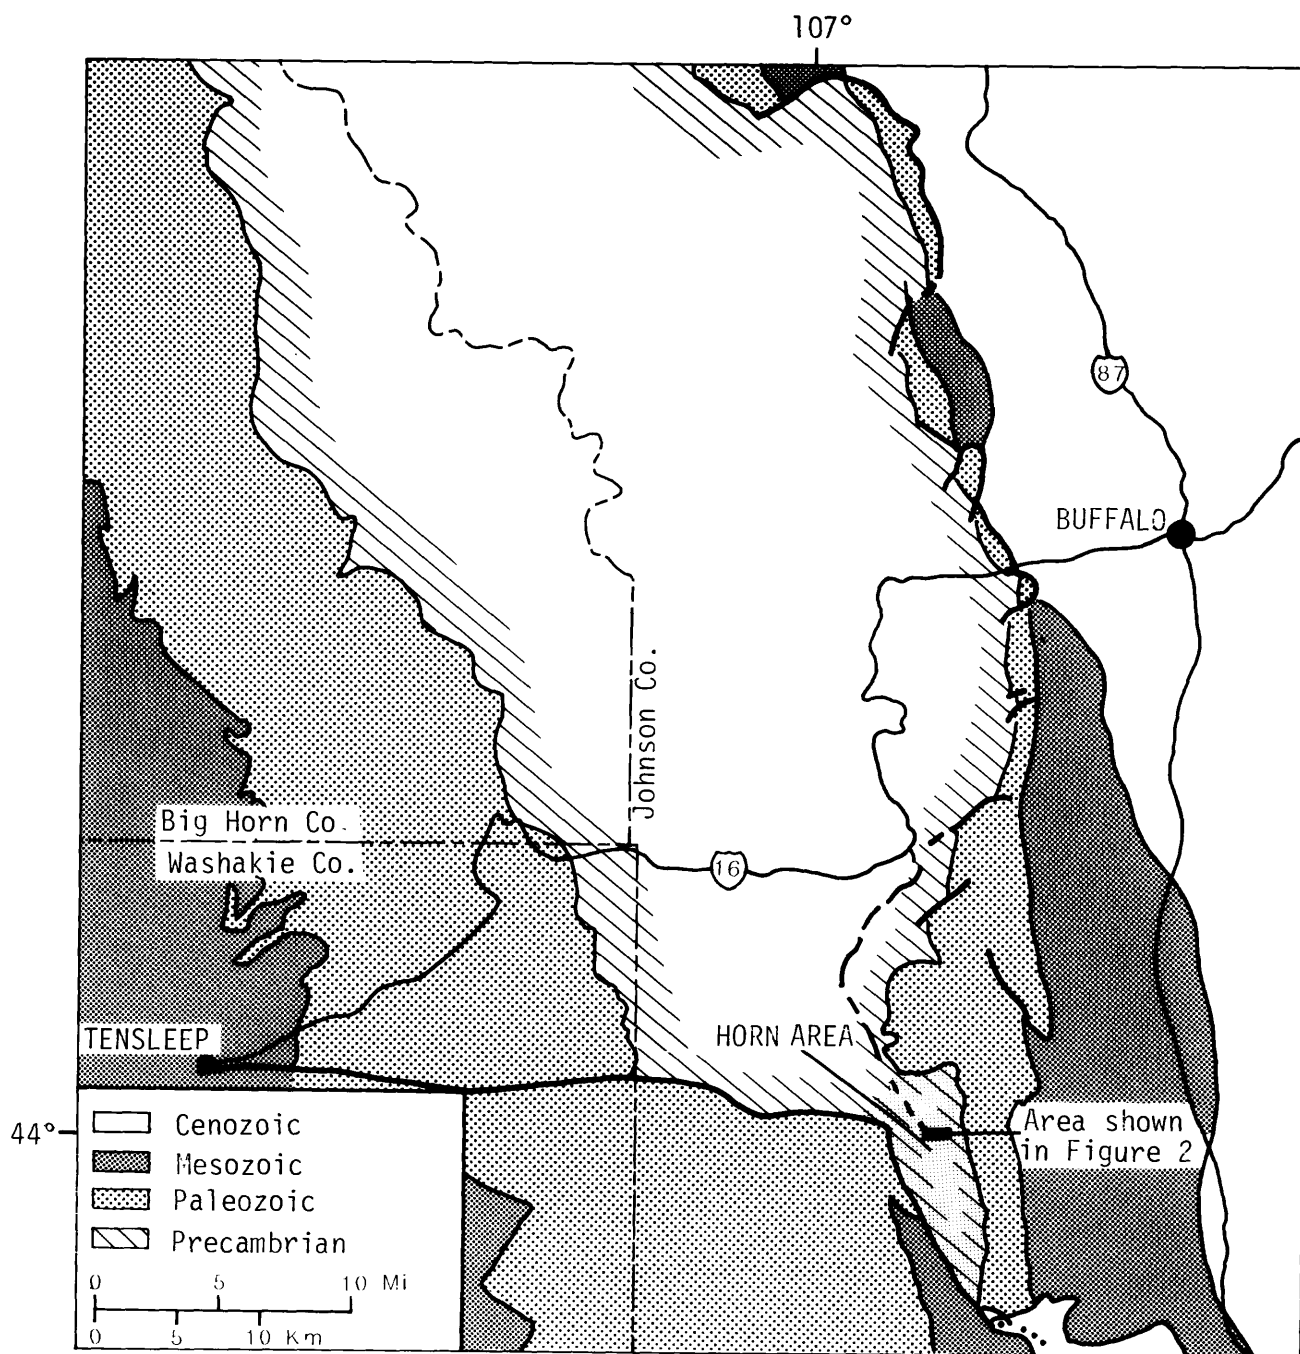 107°
87
BUFFALO
Johnson Co.
Big Horn Co.
Washakie Co.
16
TENSLEEP
HORN AREA
44°
Area shown
in Figure 2
Cenozoic
Mesozoic
Paleozoic
Precambrian
0 5 10 Mi
0 5 10 Km